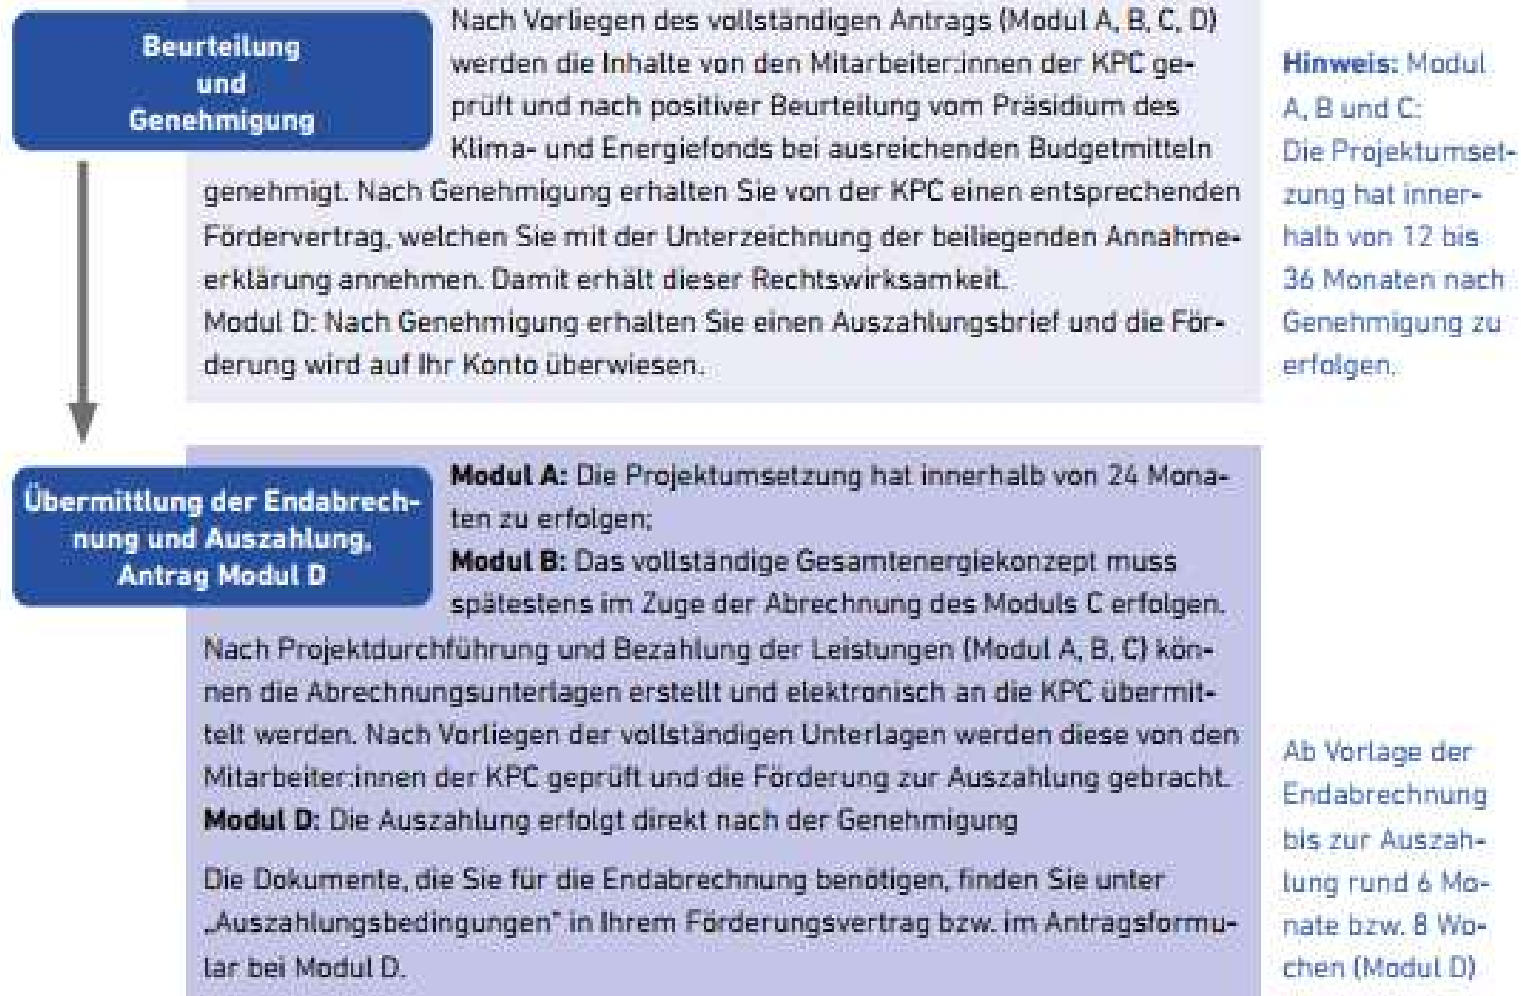 Beurteilung
und
Genehmigung
Nach Vorliegen des vollständigen Antrags (Modul A, B, C, D)
werden die Inhalte von den Mitarbeiter:innen der KPC ge-
prüft und nach positiver Beurteilung vom Präsidium des
Klima- und Energiefonds bei ausreichenden Budgetmitteln
genehmigt. Nach Genehmigung erhalten Sie von der KPC einen entsprechenden
Fördervertrag, welchen Sie mit der Unterzeichnung der beiliegenden Annahme-
erklärung annehmen. Damit erhält dieser Rechtswirksamkeit.
Modul D: Nach Genehmigung erhalten Sie einen Auszahlungsbrief und die För-
derung wird auf Ihr Konto überwiesen.
Hinweis: Modul
A, B und C:
Die Projektumset-
zung hat inner-
halb von 12 bis
36 Monaten nach
Genehmigung zu
erfolgen.
Übermittlung der Endabrech-
nung und Auszahlung,
Antrag Modul D
Modul A: Die Projektumsetzung hat innerhalb von 24 Mona-
ten zu erfolgen;
Modul B: Das vollständige Gesamtenergiekonzept muss
spätestens im Zuge der Abrechnung des Moduls C erfolgen.
Nach Projektdurchführung und Bezahlung der Leistungen (Modul A, B, C) kön-
nen die Abrechnungsunterlagen erstellt und elektronisch an die KPC übermit-
telt werden. Nach Vorliegen der vollständigen Unterlagen werden diese von den
Mitarbeiter:innen der KPC geprüft und die Förderung zur Auszahlung gebracht.
Modul D: Die Auszahlung erfolgt direkt nach der Genehmigung
Die Dokumente, die Sie für die Endabrechnung benötigen, finden Sie unter
„Auszahlungsbedingungen" in Ihrem Förderungsvertrag bzw. im Antragsformu-
lar bei Modul D.
Ab Vorlage der
Endabrechnung
bis zur Auszah-
lung rund 6 Mo-
nate bzw. 8 Wo-
chen (Modul D)